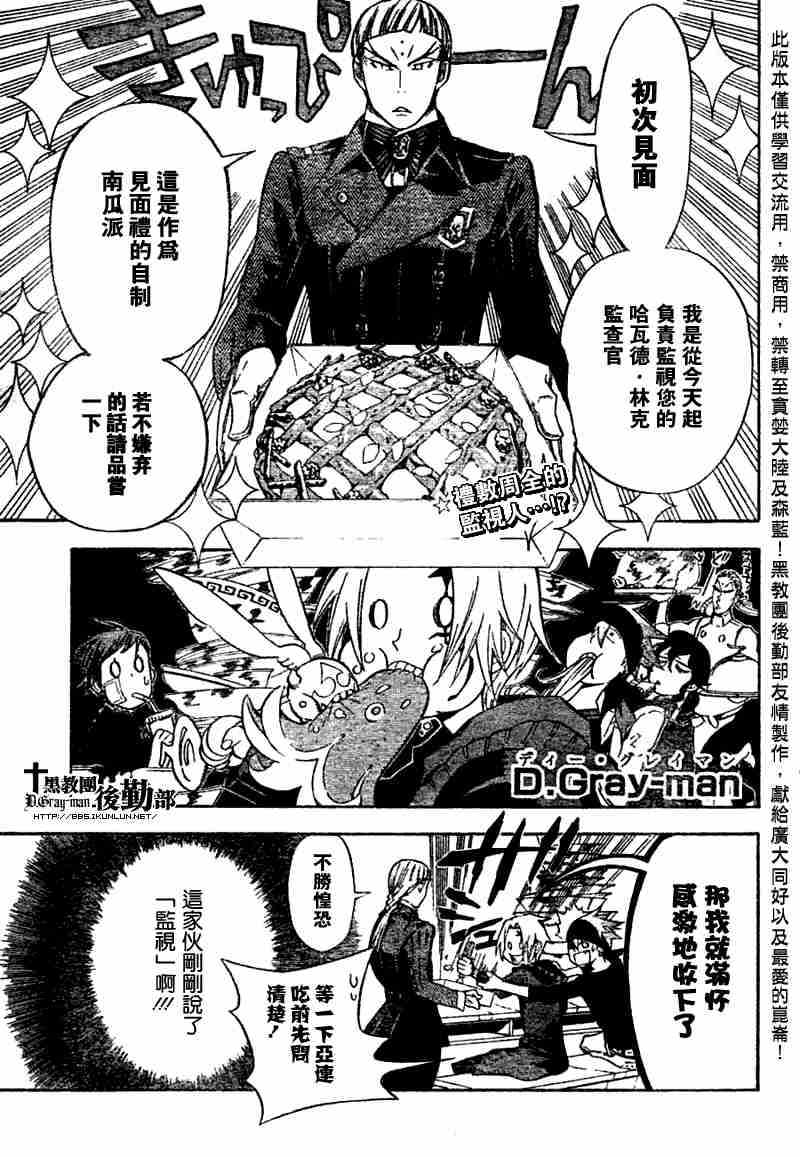 きゅっぴーん
初次見面
我是從今天起
負責監視您的
哈瓦德·林克
監查官
這是作爲
見面禮的自制
南瓜派
若不嫌弃
的話請品嘗
一下
禮數周全的
監視人…!?
ディー・グレイマン
D.Gray-man
黑教團
D.Gray-man 後勤部
HTTP://BBS.IKUNLUN.NET/
那我就滿怀
感激地收下了
不勝惶恐
等一下亞連
吃前先問
清楚!
這家伙剛剛說了
「監視」啊!!!
此版本僅供學習交流用，禁商用，禁轉至貪婪大陸及森藍！黑教團後勤部友情製作，獻給廣大同好以及最愛的崑崙！